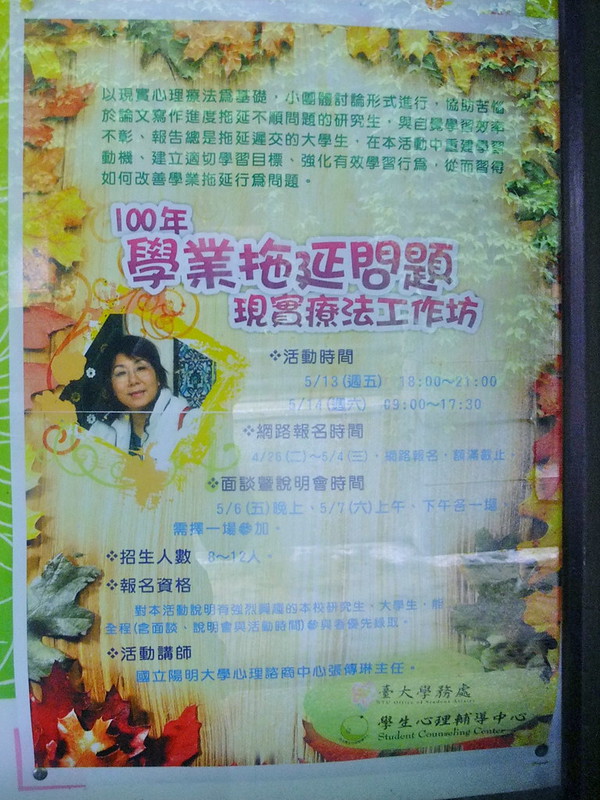 以現實心理療法為基礎，小團體討論形式進行，協助苦惱
於論文寫作進度拖延不順問題的研究生，與自覺學習效率
不彰、報告總是拖延遲交的大學生，在本活動中重建學習
動機、建立適切學習目標、強化有效學習行為，從而習得
如何改善學業拖延行為問題。
100年
學業拖延問題
現實療法工作坊
❖活動時間
5/13(週五) 18:00～21:00
5/14(週六) 09:00～17:30
❖網路報名時間
4/26(二)～5/4(三)，網路報名，額滿截止。
❖面談暨說明會時間
5/6(五)晚上、5/7(六)上午、下午各一場
需擇一場參加。
❖招生人數 8～12人。
❖報名資格
對本活動說明有強烈興趣的本校研究生、大學生，能
全程(含面談、說明會與活動時間)參與者優先錄取。
❖活動講師
國立陽明大學心理諮商中心張傳琳主任。
臺大學務處
NTU Office of Student Affairs
學生心理輔導中心
Student Counseling Center